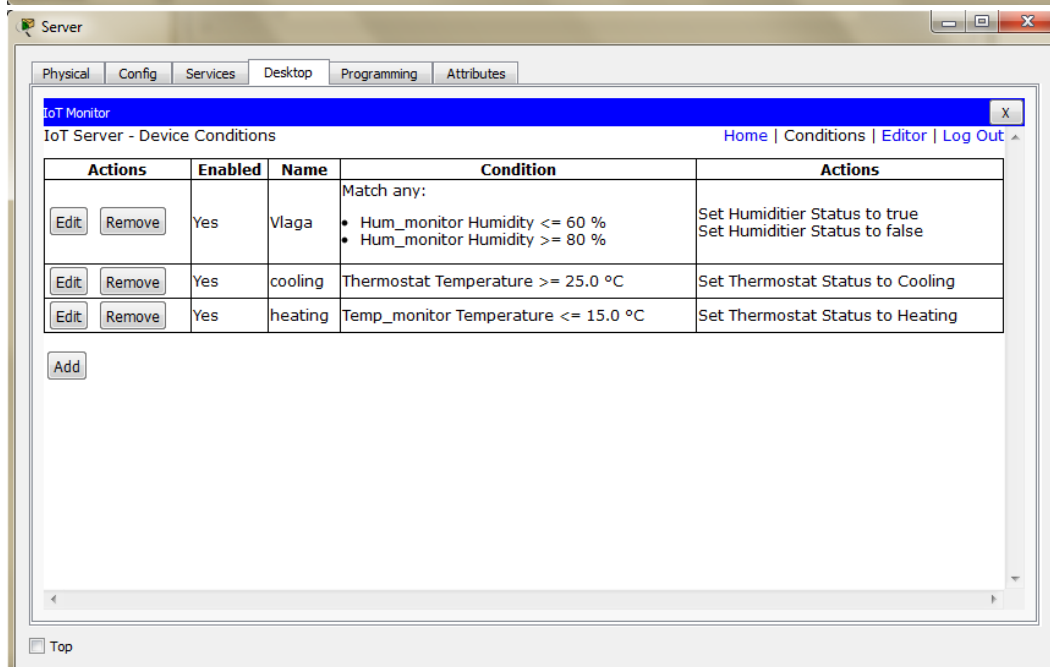 Server
Physical Config Services Desktop Programming Attributes
IoT Monitor X
IoT Server - Device Conditions Home | Conditions | Editor | Log Out
Actions Enabled Name Condition Actions
Edit Remove Yes Vlaga Match any:
• Hum_monitor Humidity <= 60 %
• Hum_monitor Humidity >= 80 %
Set Humiditier Status to true
Set Humiditier Status to false
Edit Remove Yes cooling Thermostat Temperature >= 25.0 °C Set Thermostat Status to Cooling
Edit Remove Yes heating Temp_monitor Temperature <= 15.0 °C Set Thermostat Status to Heating
Add
Top